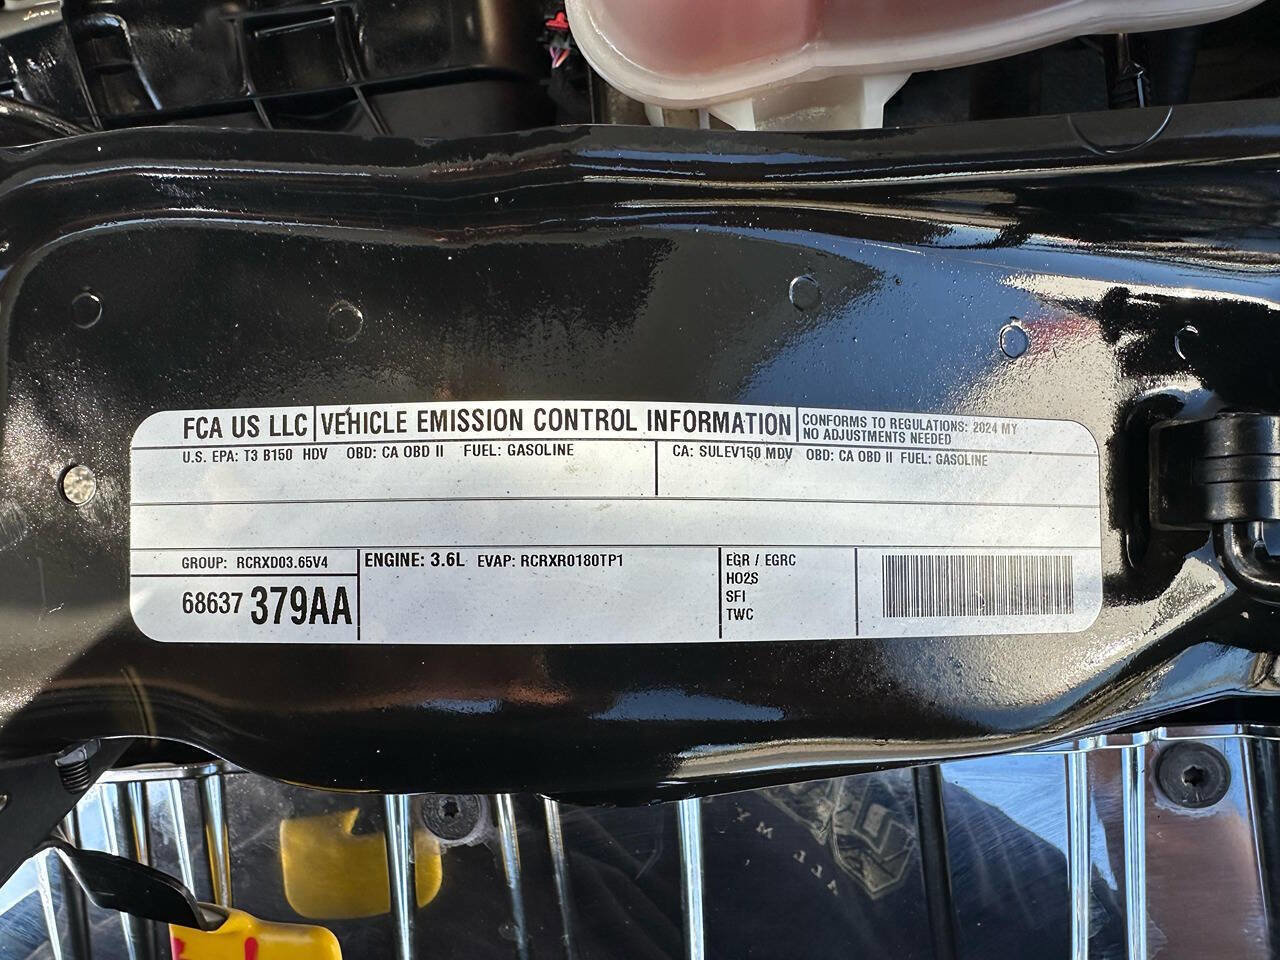 FCA US LLC VEHICLE EMISSION CONTROL INFORMATION CONFORMS TO REGULATIONS: 2024 MY
NO ADJUSTMENTS NEEDED
U.S. EPA: T3 B150 HDV OBD: CA OBD II FUEL: GASOLINE CA: SULEV150 MDV OBD: CA OBD II FUEL: GASOLINE
GROUP: RCRXD03.65V4 ENGINE: 3.6L EVAP: RCRXR0180TP1 EGR / EGRC
HO2S
68637 379AA SFI
TWC